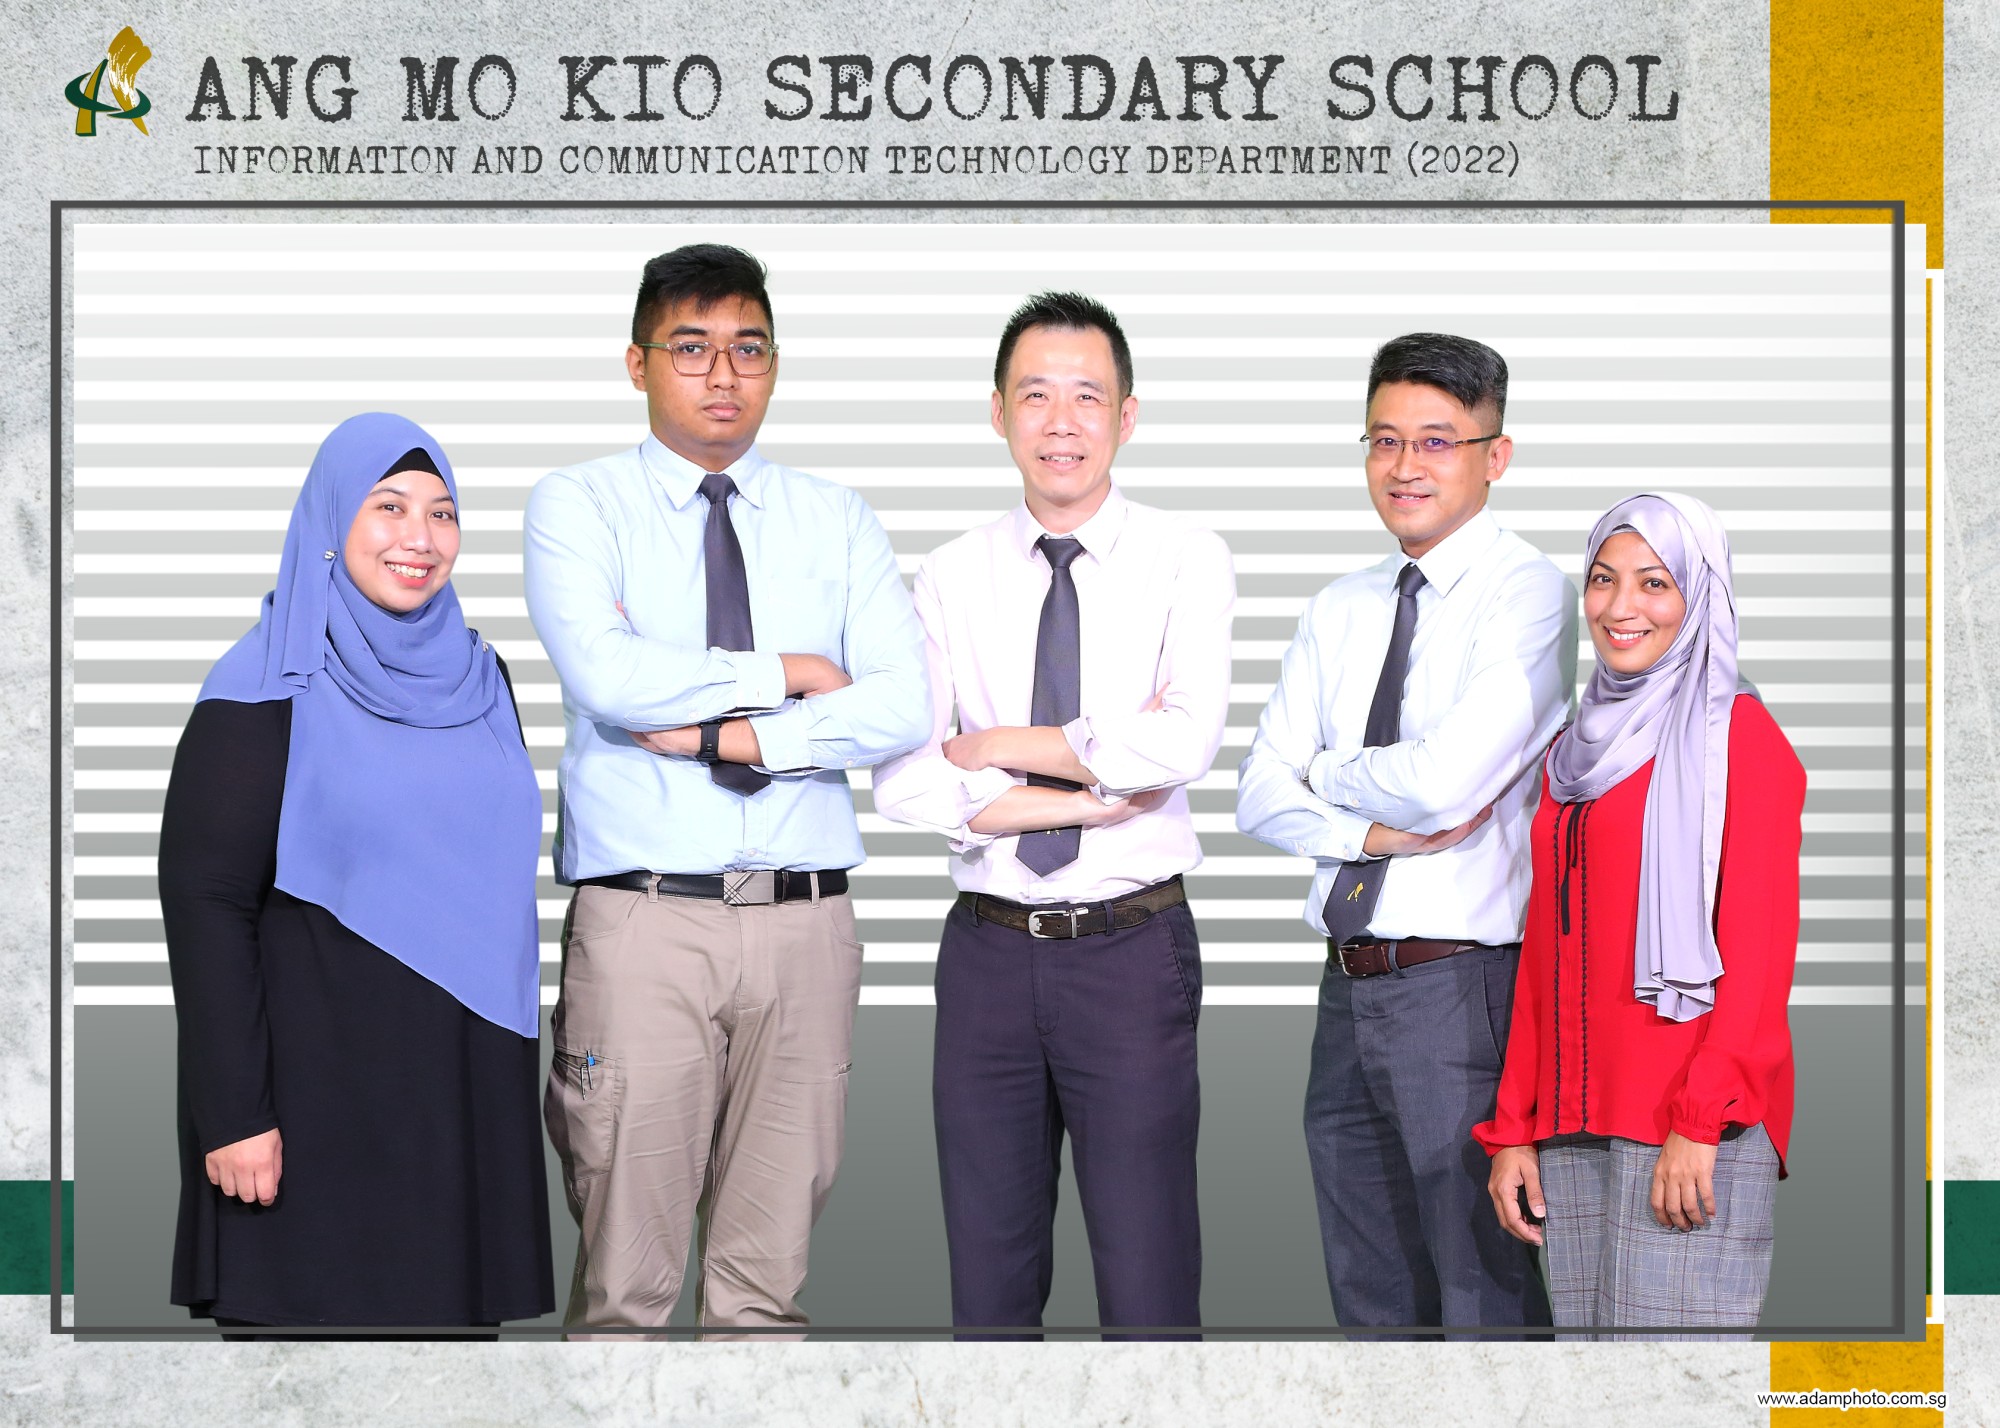 ANG MO KIO SECONDARY SCHOOL
INFORMATION AND COMMUNICATION TECHNOLOGY DEPARTMENT (2022)
www.adamphoto.com.sg